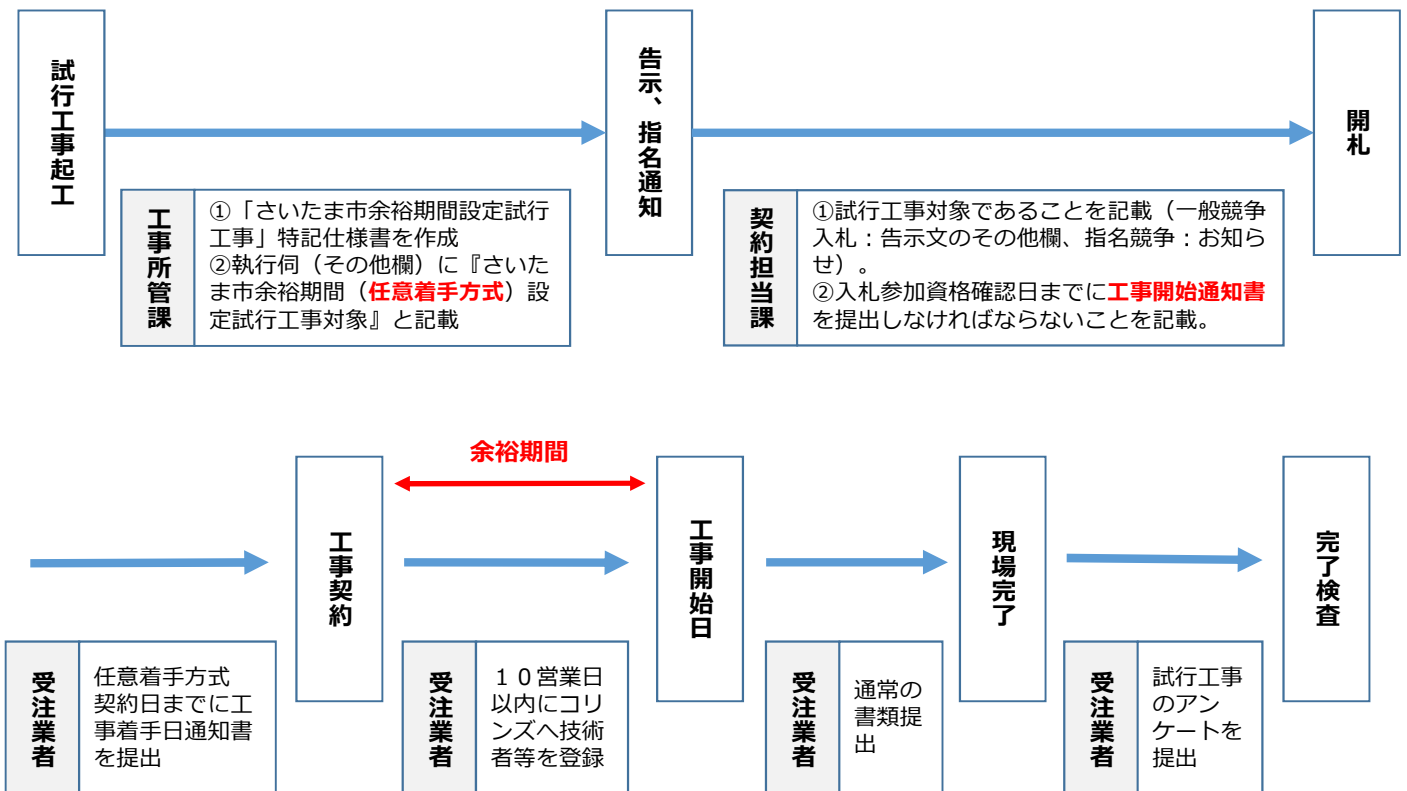 試行工事起工
告示、指名通知
開札
工事所管課
①「さいたま市余裕期間設定試行
工事」特記仕様書を作成
②執行伺（その他欄）に『さいた
ま市余裕期間（任意着手方式）設
定試行工事対象』と記載
契約担当課
①試行工事対象であることを記載（一般競争
入札：告示文のその他欄、指名競争：お知ら
せ）。
②入札参加資格確認日までに工事開始通知書
を提出しなければならないことを記載。
余裕期間
工事契約
工事開始日
現場完了
完了検査
受注業者
任意着手方式
契約日までに工
事着手日通知書
を提出
受注業者
１０営業日
以内にコリ
ンズへ技術
者等を登録
受注業者
通常の
書類提
出
受注業者
試行工事
のアン
ケートを
提出